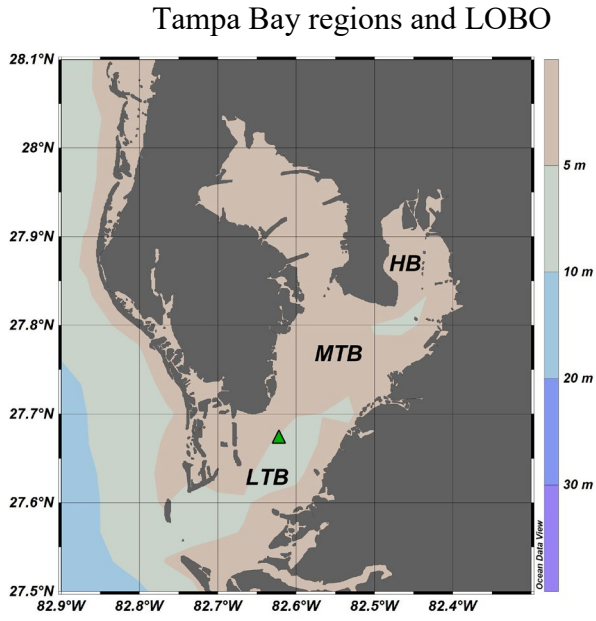 Tampa Bay regions and LOBO
28.1°N
28°N
27.9°N
27.8°N
27.7°N
27.6°N
27.5°N
82.9°W 82.8°W 82.7°W 82.6°W 82.5°W 82.4°W
HB
MTB
LTB
5 m
10 m
20 m
30 m
Ocean Data View